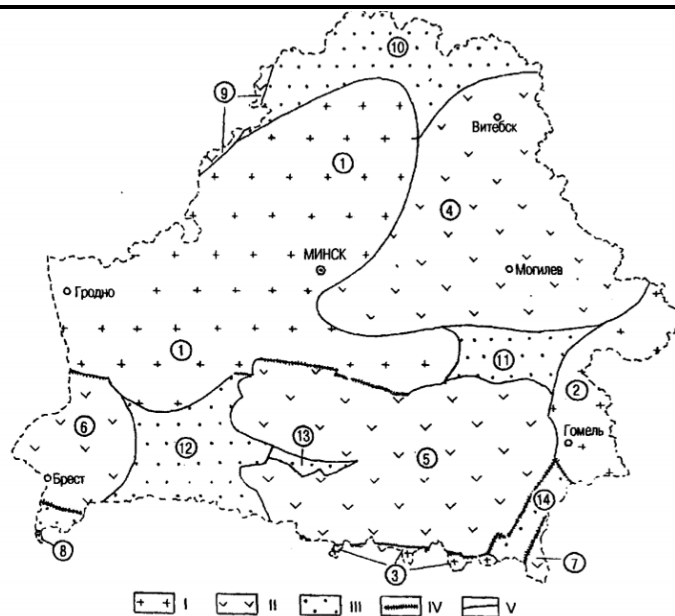 10
9
Витебск
1
4
МИНСК
Могилев
Гродно
1
11
2
6
12
13
5
Гомель
Брест
14
8
3
7
I II III IV V